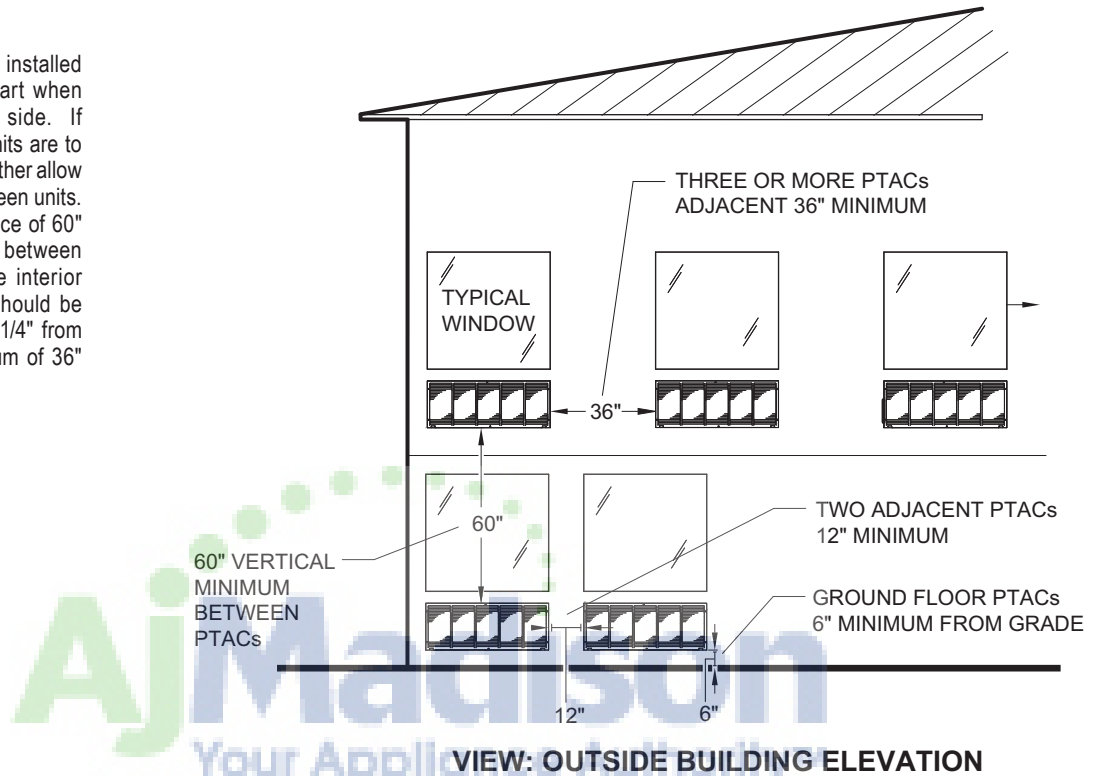 installed
art when
side. If
nits are to
ther allow
een units.
ce of 60"
between
e interior
hould be
1/4" from
um of 36"
THREE OR MORE PTACs
ADJACENT 36" MINIMUM
TYPICAL
WINDOW
36"
60"
TWO ADJACENT PTACs
12" MINIMUM
60" VERTICAL
MINIMUM
BETWEEN
PTACs
GROUND FLOOR PTACs
6" MINIMUM FROM GRADE
12"
6"
AjMadison
Your Appliance Authority
VIEW: OUTSIDE BUILDING ELEVATION